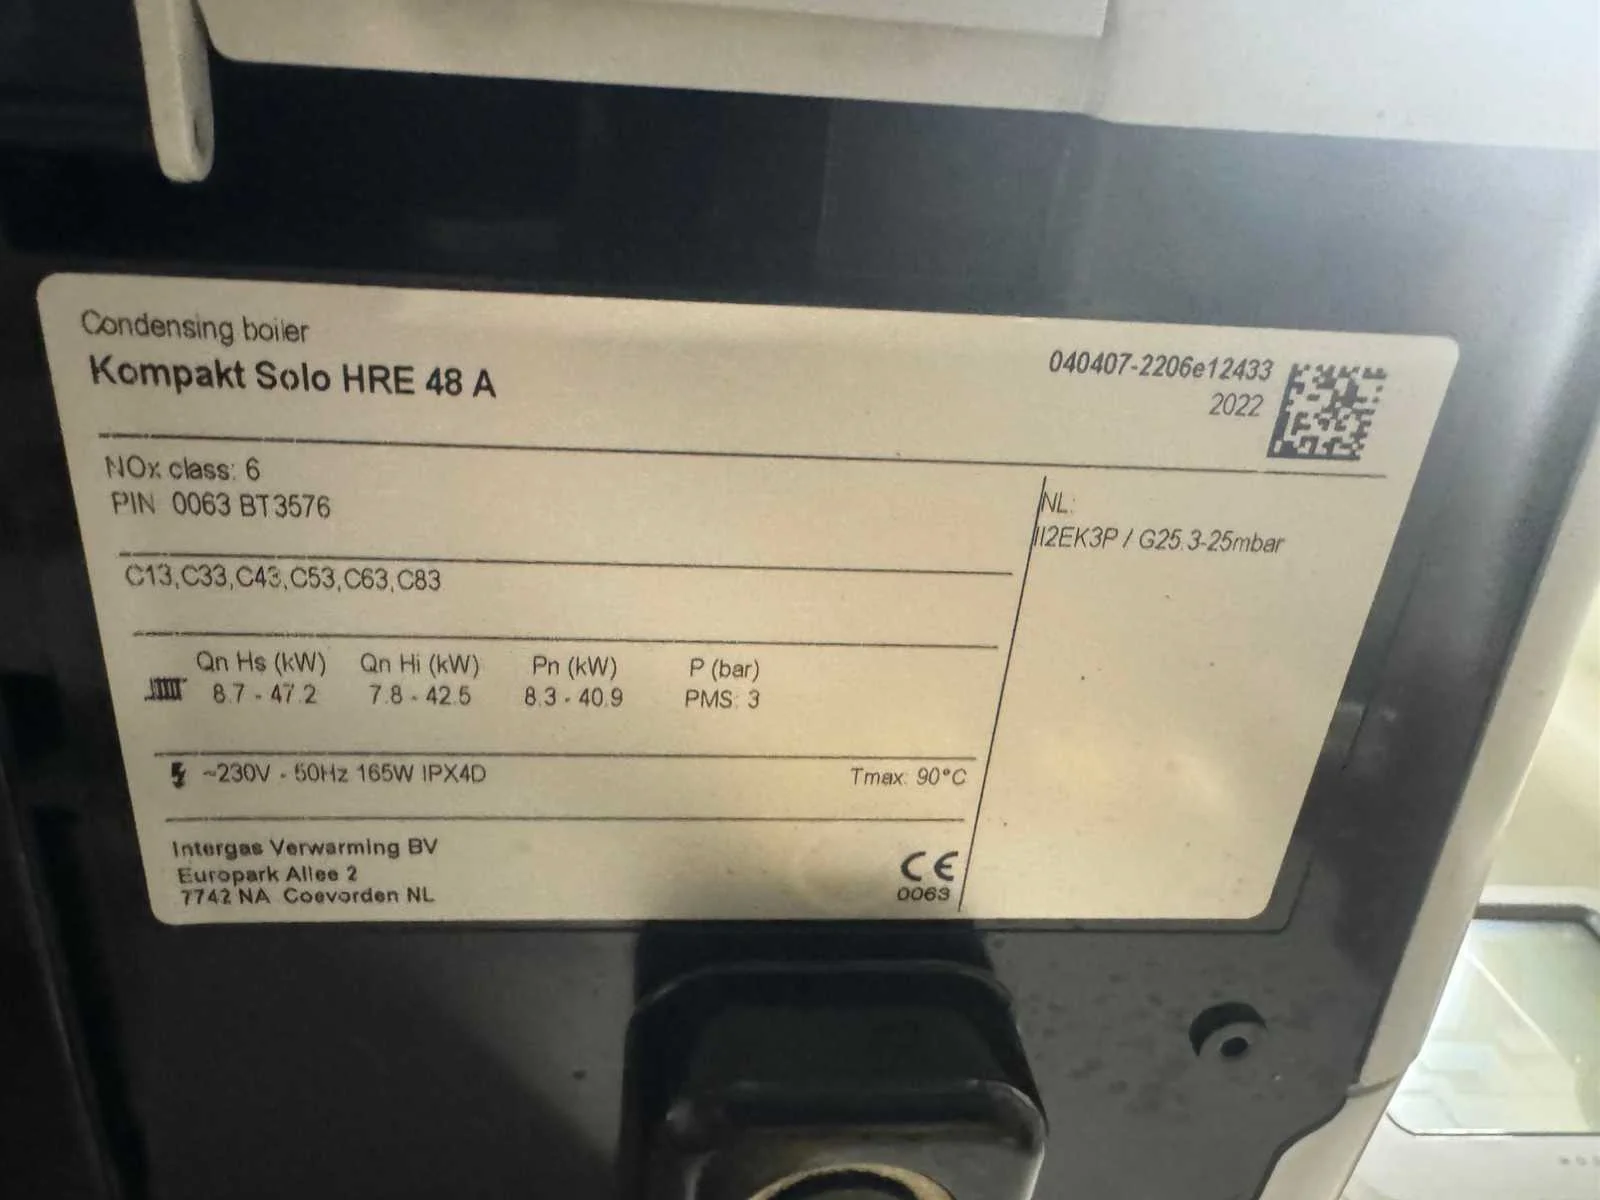 Condensing boiler
Kompakt Solo HRE 48 A
040407-2206e12433
2022
NOx class: 6
PIN 0063 BT3576
NL:
II2EK3P / G25.3-25mbar
C13,C33,C43,C53,C63,C83
Qn Hs (kW) Qn Hi (kW) Pn (kW) P (bar)
8.7 - 47.2 7.8 - 42.5 8.3 - 40.9 PMS: 3
~230V - 50Hz 165W IPX4D Tmax: 90°C
Intergas Verwarming BV
Europark Allee 2
7742 NA Coevorden NL
CE
0063